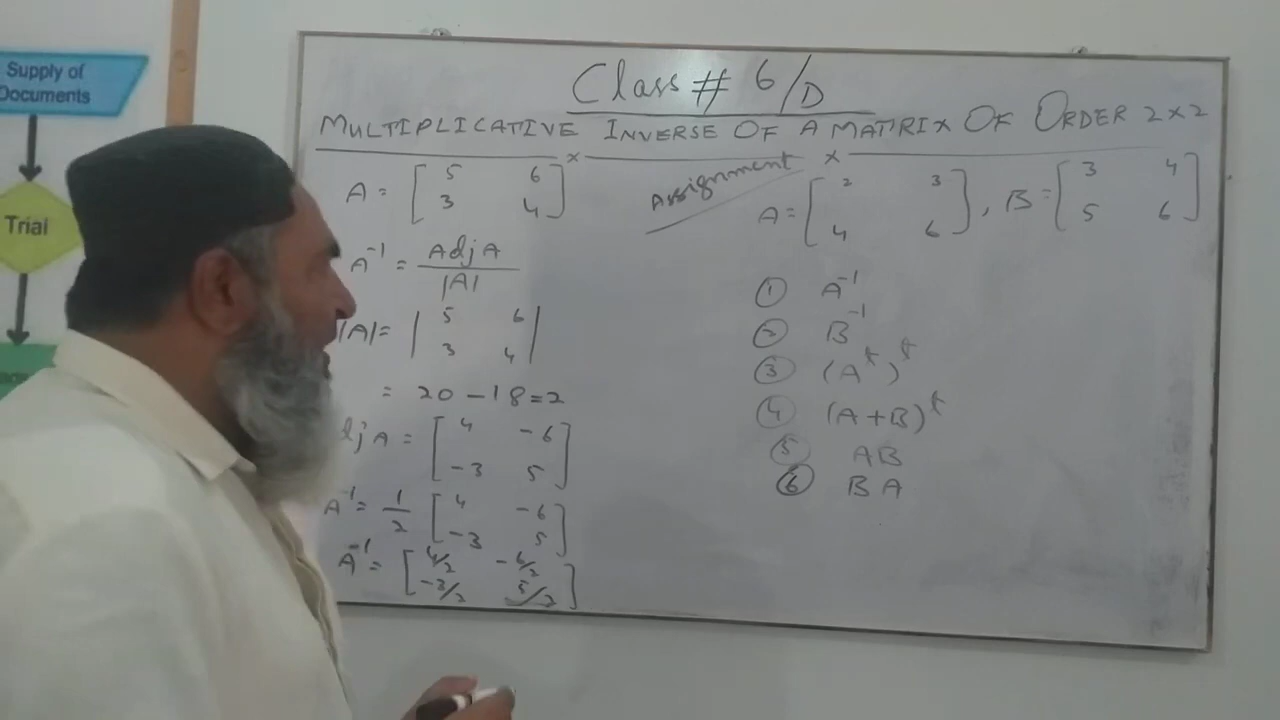 Supply of
Documents
Trial
Class # 6/D
MULTIPLICATIVE INVERSE OF A MATRIX OF ORDER 2×2
A = [ 5 6
3 4 ]
A⁻¹ = Adj A
|A|
|A| = | 5 6
3 4 |
= 20 - 18 = 2
dj A = [ 4 -6
-3 5 ]
A⁻¹ = 1/2 [ 4 -6
-3 5 ]
A⁻¹ = [ 4/2 -6/2
-3/2 5/2 ]
Assignment
A = [ 2 3
4 6 ] , B = [ 3 4
5 6 ]
① A⁻¹
② B⁻¹
③ (Aᵗ)ᵗ
④ (A+B)ᵗ
⑤ AB
⑥ BA